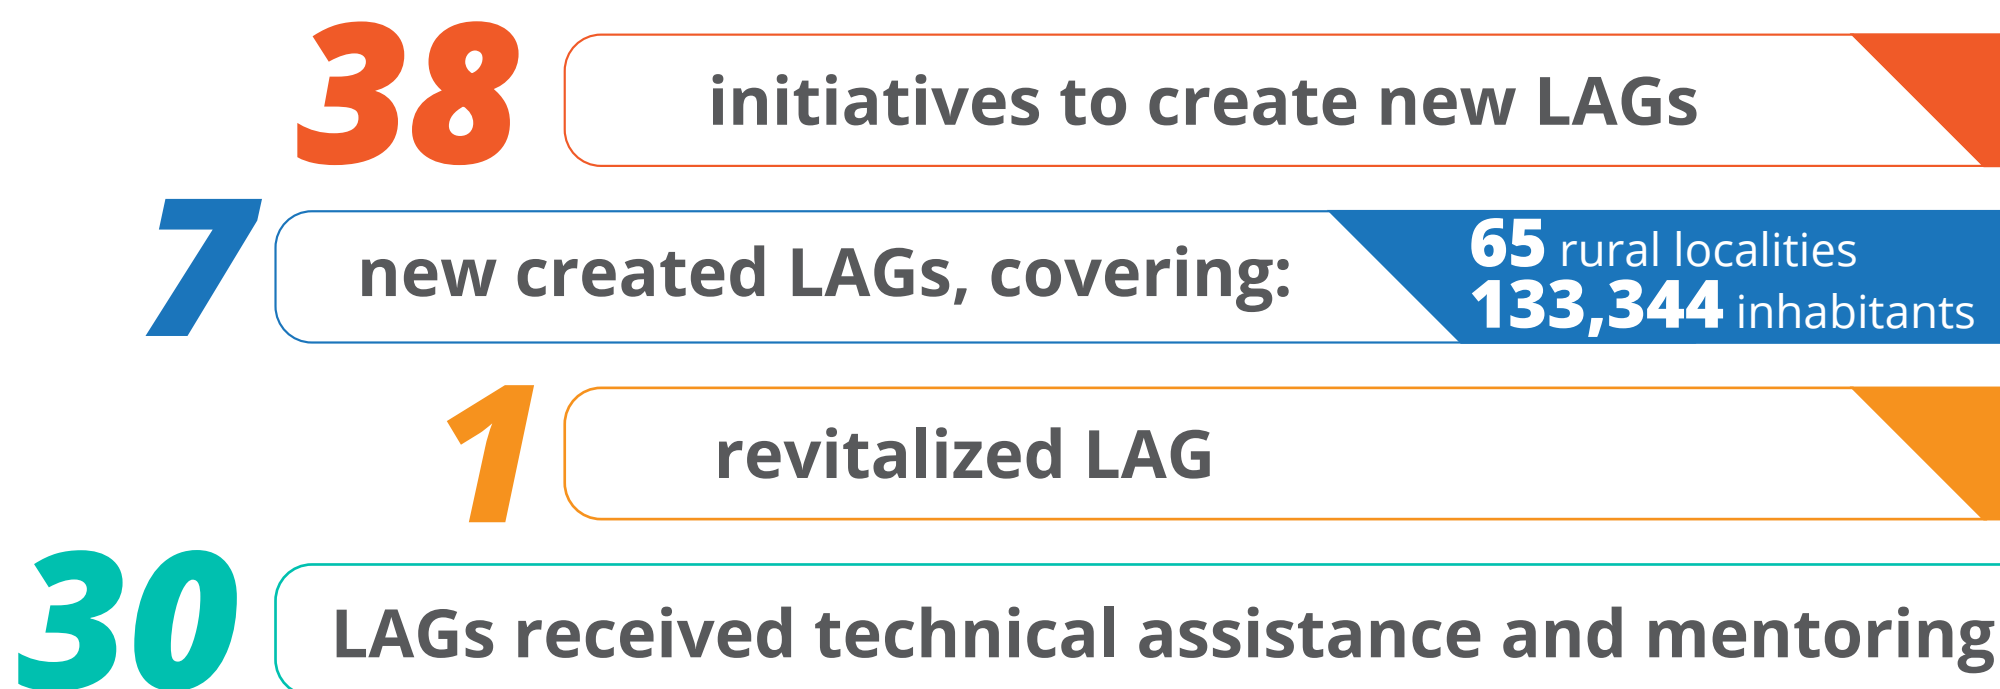 38 initiatives to create new LAGs
7 new created LAGs, covering:
65 rural localities
133,344 inhabitants
1 revitalized LAG
30 LAGs received technical assistance and mentoring